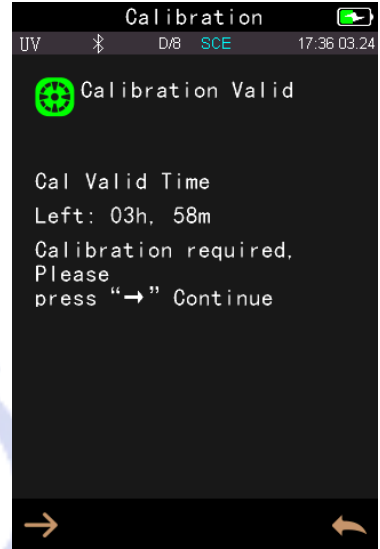 Calibration
UV D/8 SCE 17:36 03.24
Calibration Valid
Cal Valid Time
Left: 03h, 58m
Calibration required,
Please
press “→” Continue